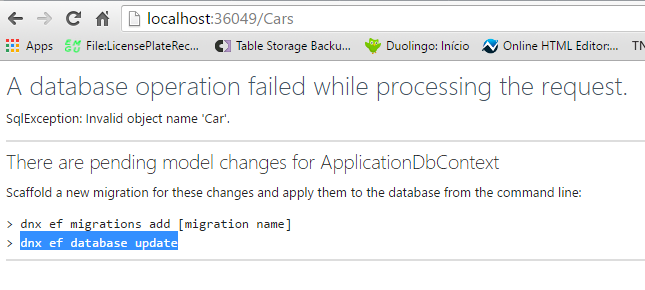 localhost:36049/Cars
Apps File:LicensePlateRec... Table Storage Backu... Duolingo: Início Online HTML Editor:... TN
A database operation failed while processing the request.
SqlException: Invalid object name 'Car'.
There are pending model changes for ApplicationDbContext
Scaffold a new migration for these changes and apply them to the database from the command line:
> dnx ef migrations add [migration name]
> dnx ef database update